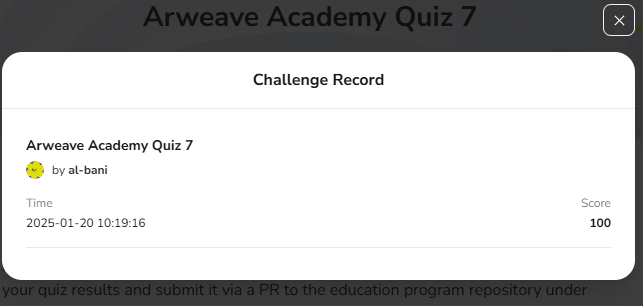 Arweave Academy Quiz 7
Challenge Record
Arweave Academy Quiz 7
by al-bani
Time Score
2025-01-20 10:19:16 100
your quiz results and submit it via a PR to the education program repository under